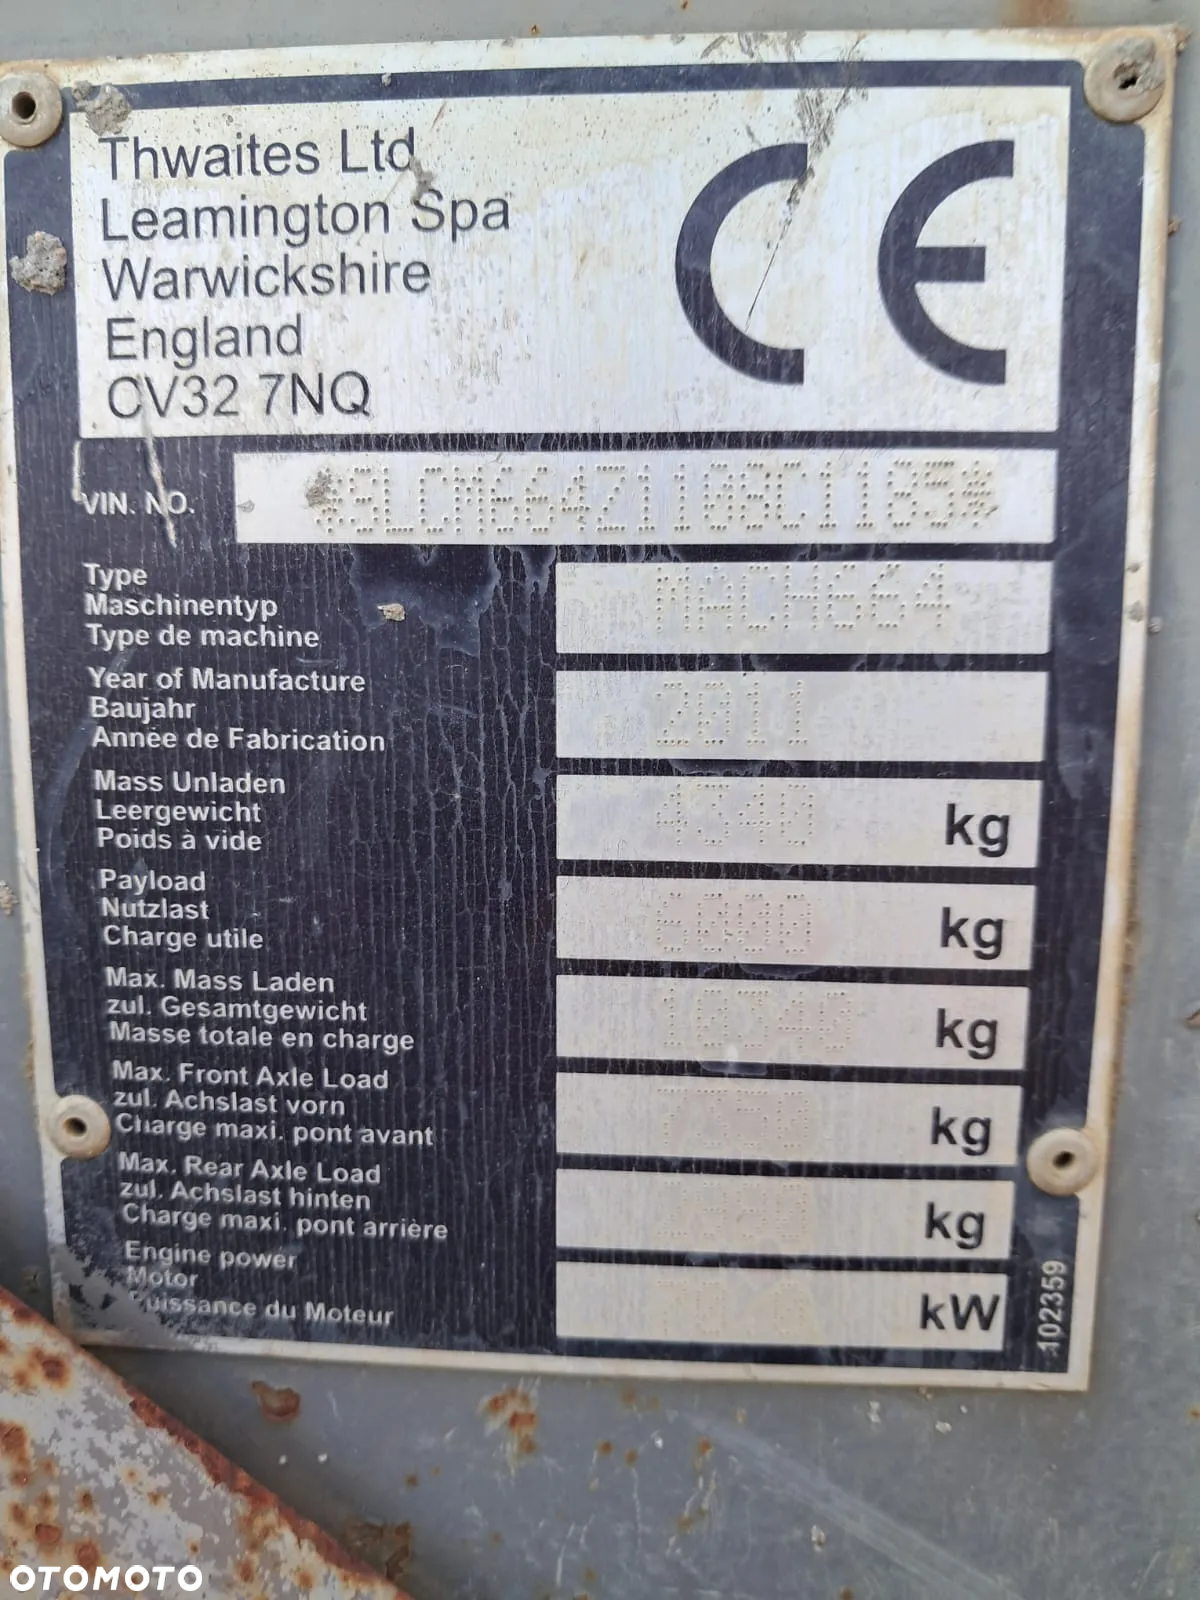 Thwaites Ltd
Leamington Spa
Warwickshire
England
CV32 7NQ
CE
VIN. NO. *SLCM664Z1108C1105*
Type MACH664
Maschinentyp
Type de machine
Year of Manufacture 2011
Baujahr
Année de Fabrication
Mass Unladen 4340 kg
Leergewicht
Poids à vide
Payload 6000 kg
Nutzlast
Charge utile
Max. Mass Laden 10340 kg
zul. Gesamtgewicht
Masse totale en charge
Max. Front Axle Load kg
zul. Achslast vorn
Charge maxi. pont avant
Max. Rear Axle Load kg
zul. Achslast hinten
Charge maxi. pont arrière
Engine power kW
Motor
Puissance du Moteur
102359
OTOMOTO